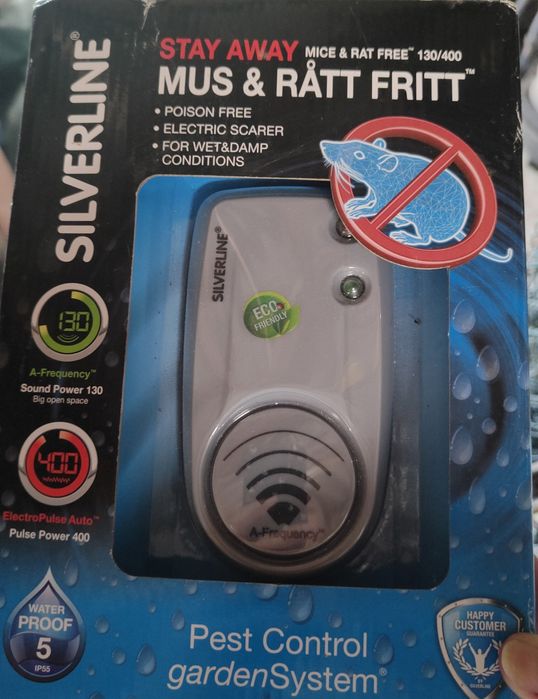 SILVERLINE®
STAY AWAY MICE & RAT FREE™ 130/400
MUS & RÅTT FRITT™
• POISON FREE
• ELECTRIC SCARER
• FOR WET&DAMP
CONDITIONS
SILVERLINE®
ECO
FRIENDLY
A-Frequency™
130
A-Frequency™
Sound Power 130
Big open space
400
ElectroPulse Auto™
Pulse Power 400
WATER
PROOF
5
IP55
Pest Control
gardenSystem®
HAPPY
CUSTOMER
GUARANTEE
BY
SILVERLINE